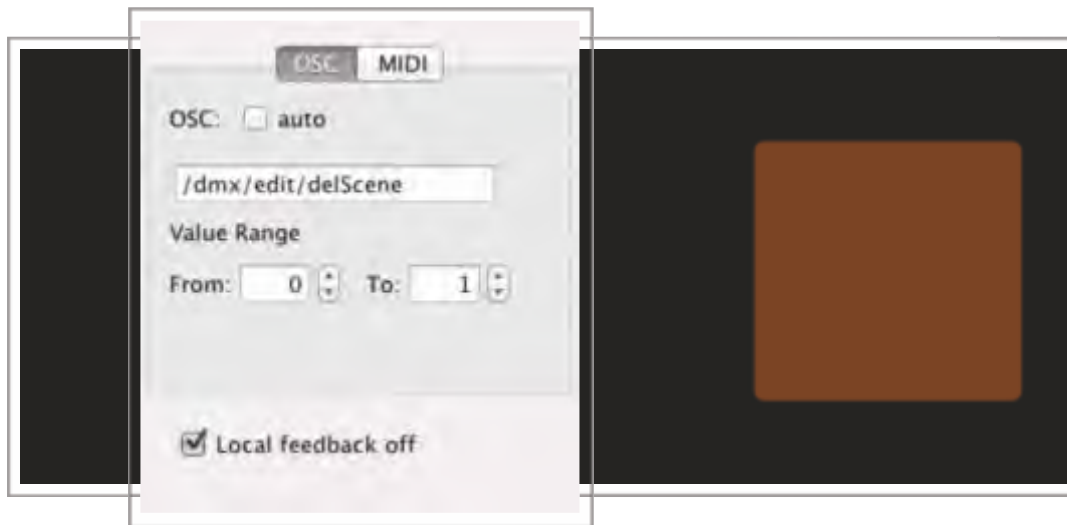 OSC MIDI
OSC: auto
/dmx/edit/delScene
Value Range
From: 0 To: 1
Local feedback off